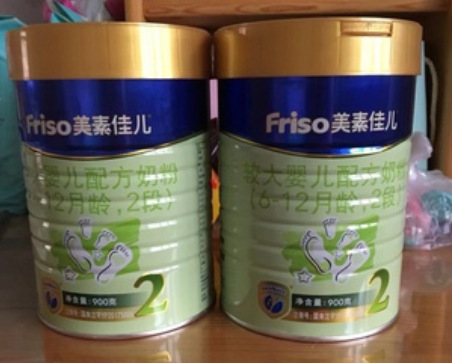 Friso美素佳儿
婴儿配方奶粉
12月龄，2段）
净含量：900克
2
Friso美素佳儿
较大婴儿配方奶粉
（6-12月龄，2段）
净含量：900克
2